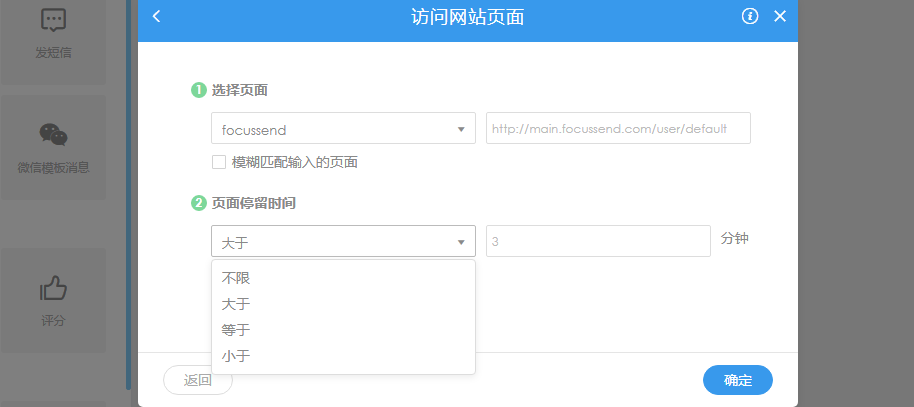 访问网站页面
发短信
微信模板消息
评分
1 选择页面
focussend
http://main.focussend.com/user/default
模糊匹配输入的页面
2 页面停留时间
大于
3
分钟
不限
大于
等于
小于
返回
确定